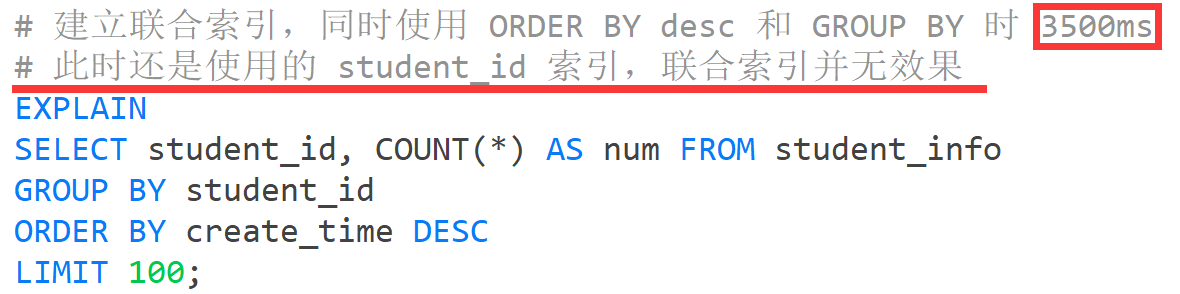 # 建立联合索引，同时使用 ORDER BY desc 和 GROUP BY 时 3500ms
# 此时还是使用的 student_id 索引，联合索引并无效果
EXPLAIN
SELECT student_id, COUNT(*) AS num FROM student_info
GROUP BY student_id
ORDER BY create_time DESC
LIMIT 100;